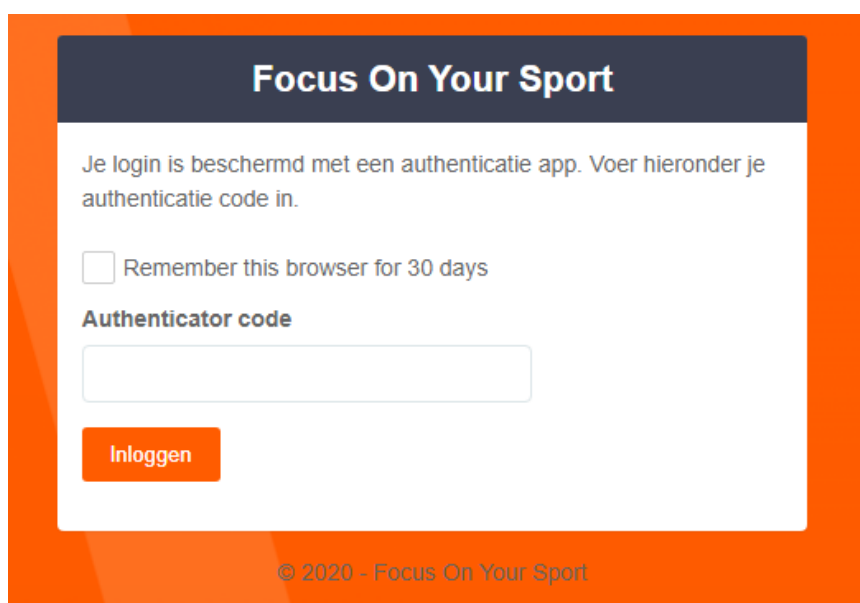 Focus On Your Sport
Je login is beschermd met een authenticatie app. Voer hieronder je
authenticatie code in.
Remember this browser for 30 days
Authenticator code
Inloggen
© 2020 - Focus On Your Sport